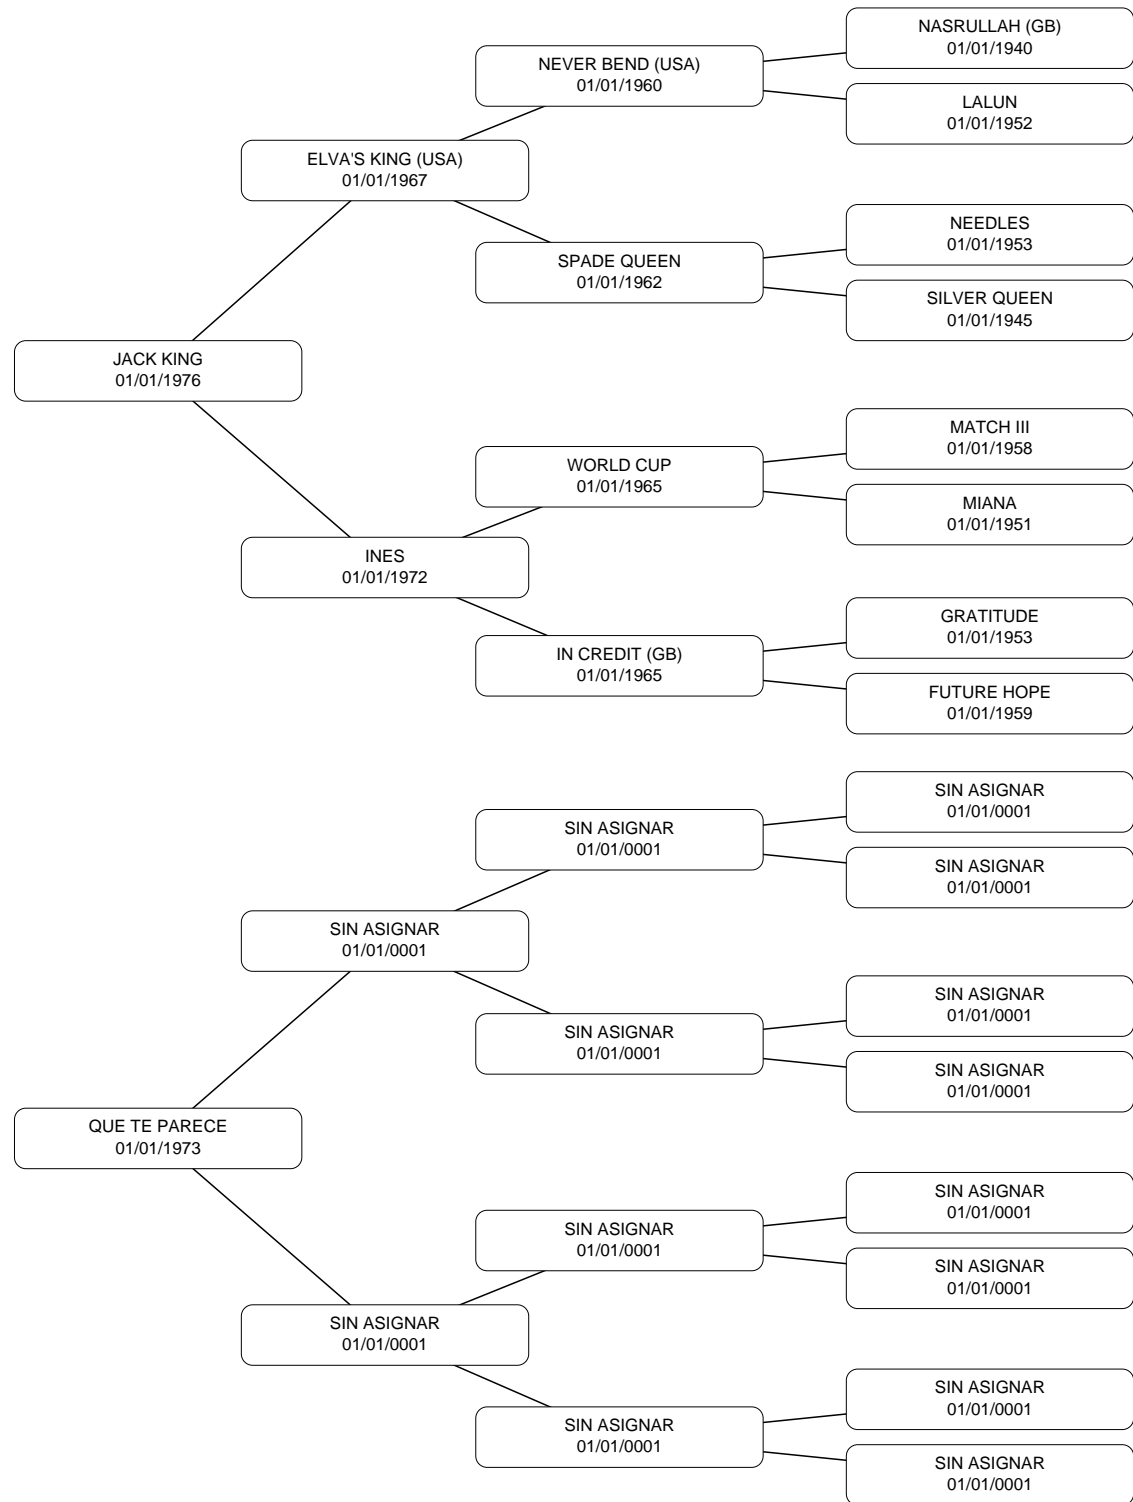 NASRULLAH (GB)
01/01/1940
NEVER BEND (USA)
01/01/1960
LALUN
01/01/1952
ELVA'S KING (USA)
01/01/1967
NEEDLES
01/01/1953
SPADE QUEEN
01/01/1962
SILVER QUEEN
01/01/1945
JACK KING
01/01/1976
MATCH III
01/01/1958
WORLD CUP
01/01/1965
MIANA
01/01/1951
INES
01/01/1972
GRATITUDE
01/01/1953
IN CREDIT (GB)
01/01/1965
FUTURE HOPE
01/01/1959
SIN ASIGNAR
01/01/0001
SIN ASIGNAR
01/01/0001
SIN ASIGNAR
01/01/0001
SIN ASIGNAR
01/01/0001
SIN ASIGNAR
01/01/0001
SIN ASIGNAR
01/01/0001
SIN ASIGNAR
01/01/0001
QUE TE PARECE
01/01/1973
SIN ASIGNAR
01/01/0001
SIN ASIGNAR
01/01/0001
SIN ASIGNAR
01/01/0001
SIN ASIGNAR
01/01/0001
SIN ASIGNAR
01/01/0001
SIN ASIGNAR
01/01/0001
SIN ASIGNAR
01/01/0001